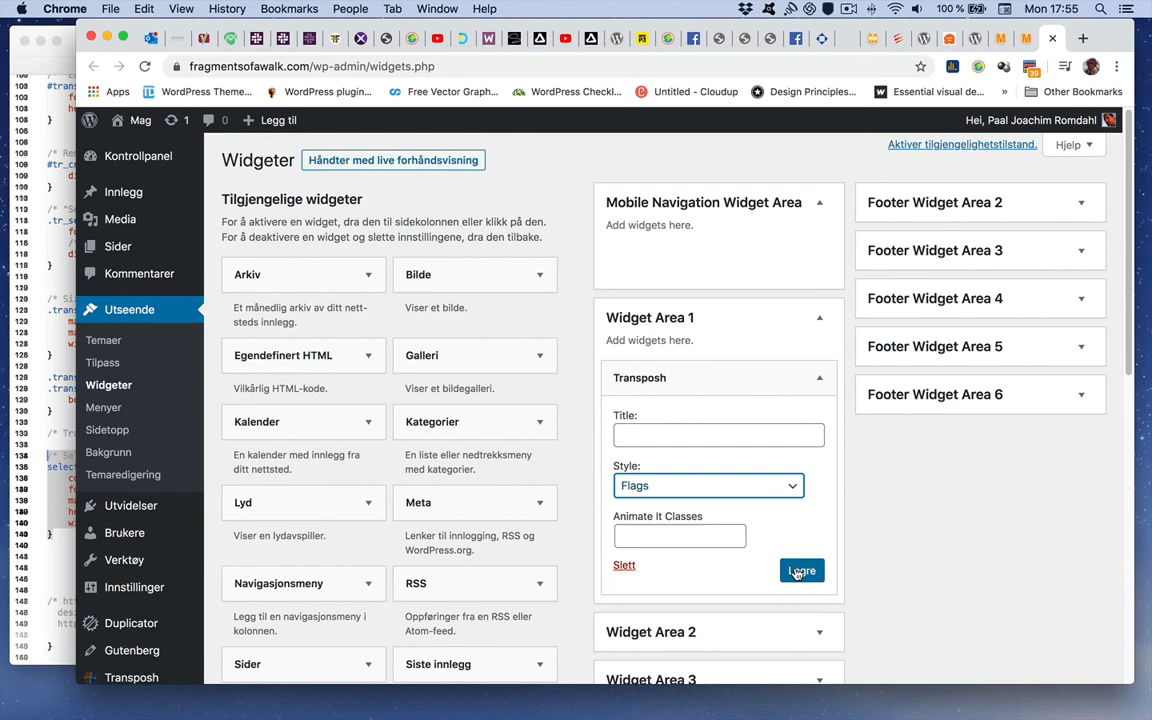 Chrome File Edit View History Bookmarks People Tab Window Help
100 % Mon 17:55
fragmentsofawalk.com/wp-admin/widgets.php
39
Apps WordPress Theme... WordPress plugin... Free Vector Graph... WordPress Checkl... Untitled - Cloudup Design Principles... Essential visual de... » Other Bookmarks
Mag 1 0 Legg til
Hei, Paal Joachim Romdahl
Kontrollpanel
Innlegg
Media
Sider
Kommentarer
Utseende
Temaer
Tilpass
Widgeter
Menyer
Sidetopp
Bakgrunn
Temaredigering
Utvidelser
Brukere
Verktøy
Innstillinger
Duplicator
Gutenberg
Transposh
Aktiver tilgjengelighetstilstand.
Hjelp
Widgeter
Håndter med live forhåndsvisning
Tilgjengelige widgeter
For å aktivere en widget, dra den til sidekolonnen eller klikk på den.
For å deaktivere en widget og slette innstillingene, dra den tilbake.
Arkiv
Et månedlig arkiv av ditt nett-
steds innlegg.
Bilde
Viser et bilde.
Egendefinert HTML
Vilkårlig HTML-kode.
Galleri
Viser et bildegalleri.
Kalender
En kalender med innlegg fra
ditt nettsted.
Kategorier
En liste eller nedtrekksmeny
med kategorier.
Lyd
Viser en lydavspiller.
Meta
Lenker til innlogging, RSS og
WordPress.org.
Navigasjonsmeny
Legg til en navigasjonsmeny i
kolonnen.
RSS
Oppføringer fra en RSS eller
Atom-feed.
Sider
Siste innlegg
Mobile Navigation Widget Area
Add widgets here.
Widget Area 1
Add widgets here.
Transposh
Title:
Style:
Flags
Animate It Classes
Slett
Lagre
Widget Area 2
Widget Area 3
Footer Widget Area 2
Footer Widget Area 3
Footer Widget Area 4
Footer Widget Area 5
Footer Widget Area 6